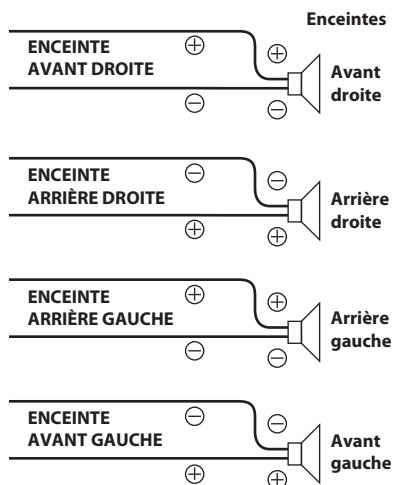 Enceintes
ENCEINTE
AVANT DROITE
⊕
⊕
⊖
⊖
Avant
droite
ENCEINTE
ARRIÈRE DROITE
⊖
⊖
⊕
⊕
Arrière
droite
ENCEINTE
ARRIÈRE GAUCHE
⊕
⊕
⊖
⊖
Arrière
gauche
ENCEINTE
AVANT GAUCHE
⊖
⊖
⊕
⊕
Avant
gauche